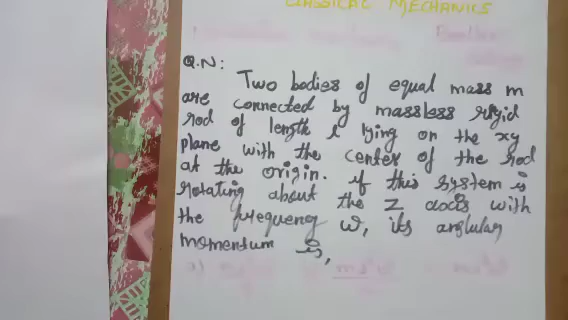 CLASSICAL MECHANICS
Q.N:
Two bodies of equal mass m
are connected by massless rigid
rod of length l lying on the xy
plane with the center of the rod
at the origin. if this system is
rotating about the Z axis with
the frequency ω, its anglular
momentum is,